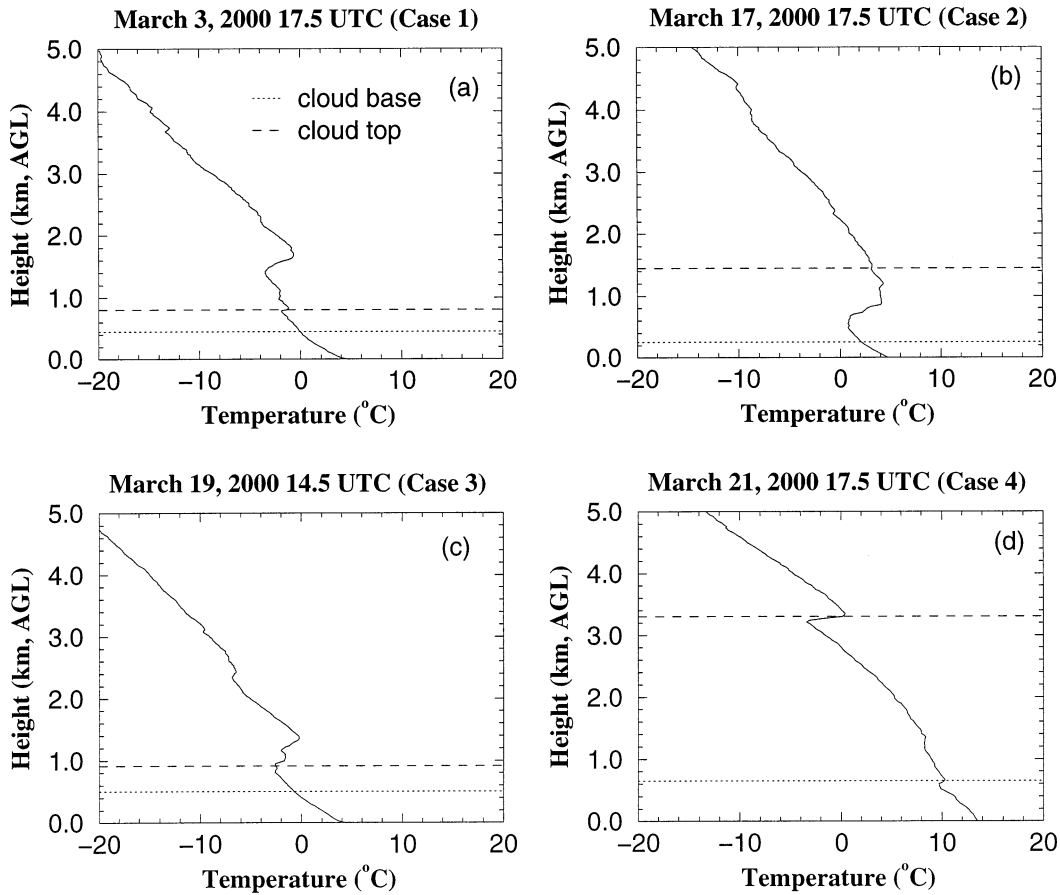 March 3, 2000 17.5 UTC (Case 1)
5.0
4.0
3.0
2.0
1.0
0.0
Height (km, AGL)
(a)
cloud base
cloud top
−20
−10
0
10
20
Temperature (°C)
March 17, 2000 17.5 UTC (Case 2)
5.0
4.0
3.0
2.0
1.0
0.0
Height (km, AGL)
(b)
−20
−10
0
10
20
Temperature (°C)
March 19, 2000 14.5 UTC (Case 3)
5.0
4.0
3.0
2.0
1.0
0.0
Height (km, AGL)
(c)
−20
−10
0
10
20
Temperature (°C)
March 21, 2000 17.5 UTC (Case 4)
5.0
4.0
3.0
2.0
1.0
0.0
Height (km, AGL)
(d)
−20
−10
0
10
20
Temperature (°C)